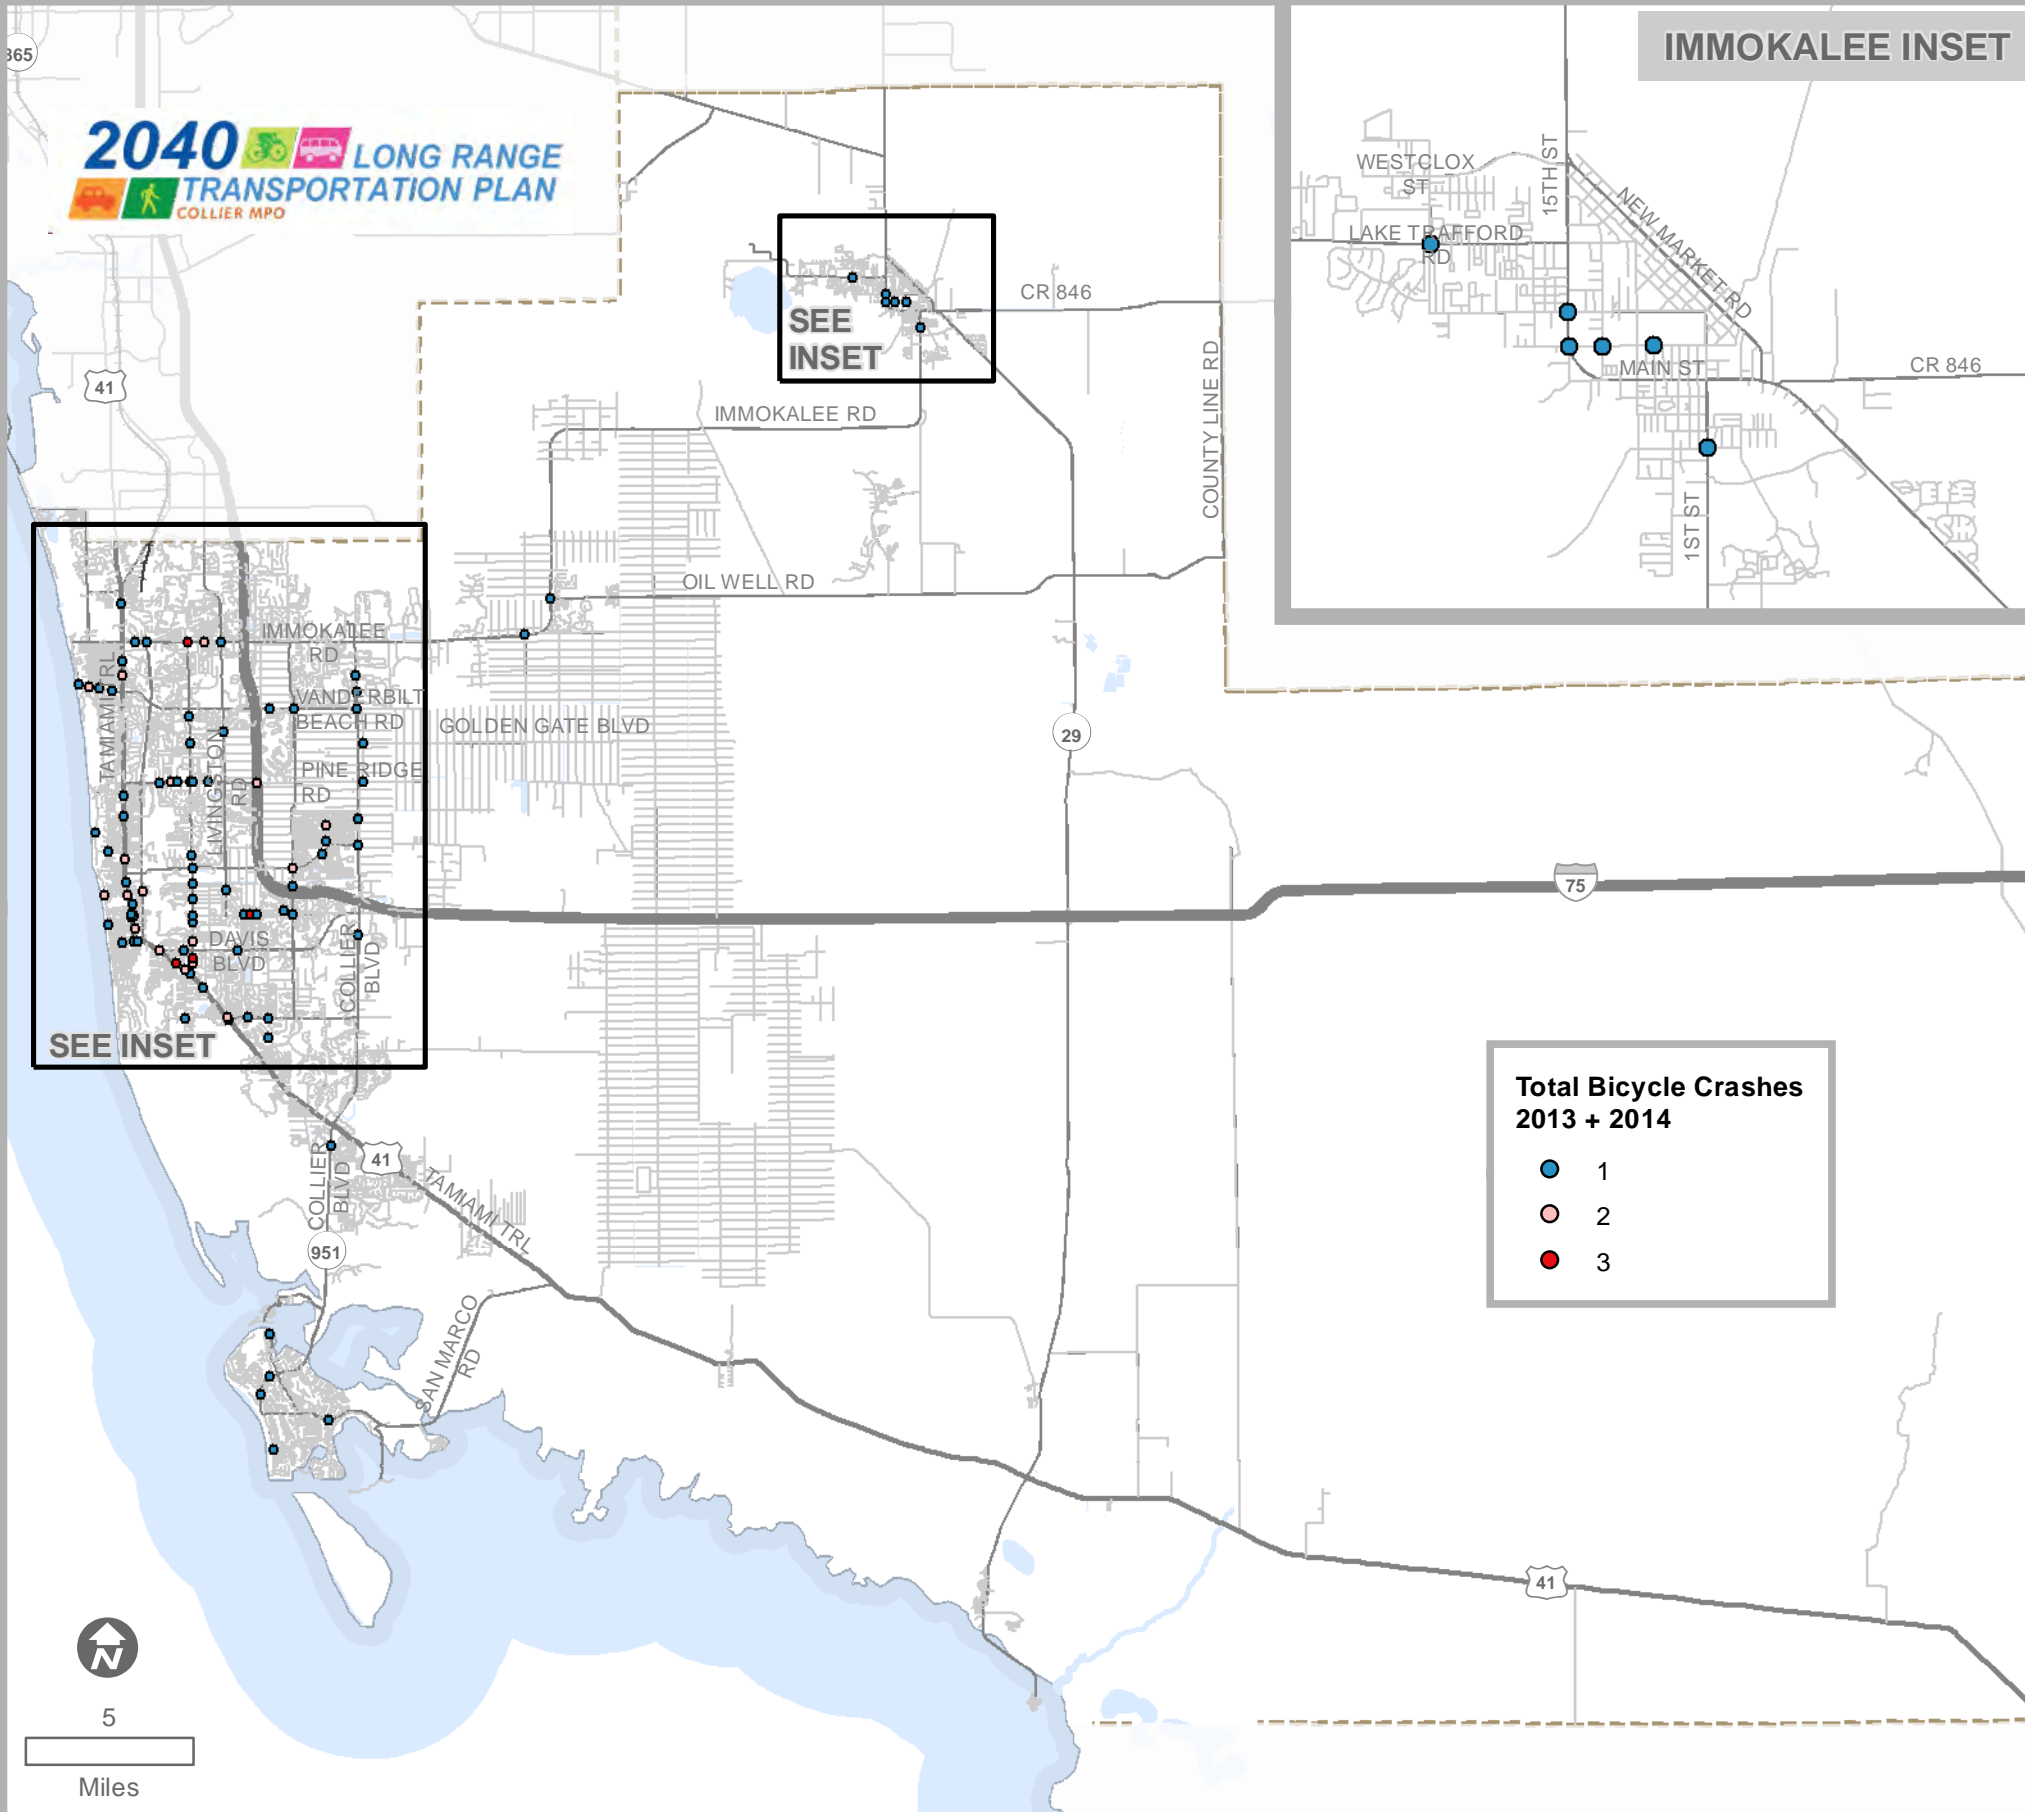 IMMOKALEE INSET
865
2040 LONG RANGE
TRANSPORTATION PLAN
COLLIER MPO
WESTCLOX
ST
15TH ST
NEW MARKET RD
LAKE TRAFFORD
RD
MAIN ST
CR 846
1ST ST
SEE
INSET
CR 846
COUNTY LINE RD
41
IMMOKALEE RD
OIL WELL RD
IMMOKALEE
RD
TAMIAMI TRL
VANDERBILT
BEACH RD
GOLDEN GATE BLVD
29
LIVINGSTON
RD
PINE RIDGE
RD
75
DAVIS
BLVD
COLLIER
BLVD
SEE INSET
Total Bicycle Crashes
2013 + 2014
1
2
3
COLLIER
BLVD
41
TAMIAMI TRL
951
SAN MARCO
RD
41
N
5
Miles